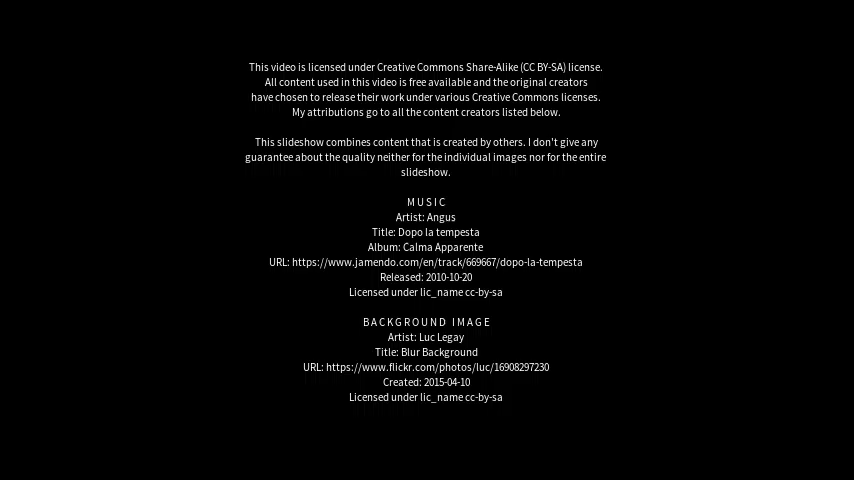 This video is licensed under Creative Commons Share-Alike (CC BY-SA) license.
All content used in this video is free available and the original creators
have chosen to release their work under various Creative Commons licenses.
My attributions go to all the content creators listed below.
This slideshow combines content that is created by others. I don't give any
guarantee about the quality neither for the individual images nor for the entire
slideshow.
MUSIC
Artist: Angus
Title: Dopo la tempesta
Album: Calma Apparente
URL: https://www.jamendo.com/en/track/669667/dopo-la-tempesta
Released: 2010-10-20
Licensed under lic_name cc-by-sa
BACKGROUND IMAGE
Artist: Luc Legay
Title: Blur Background
URL: https://www.flickr.com/photos/luc/16908297230
Created: 2015-04-10
Licensed under lic_name cc-by-sa